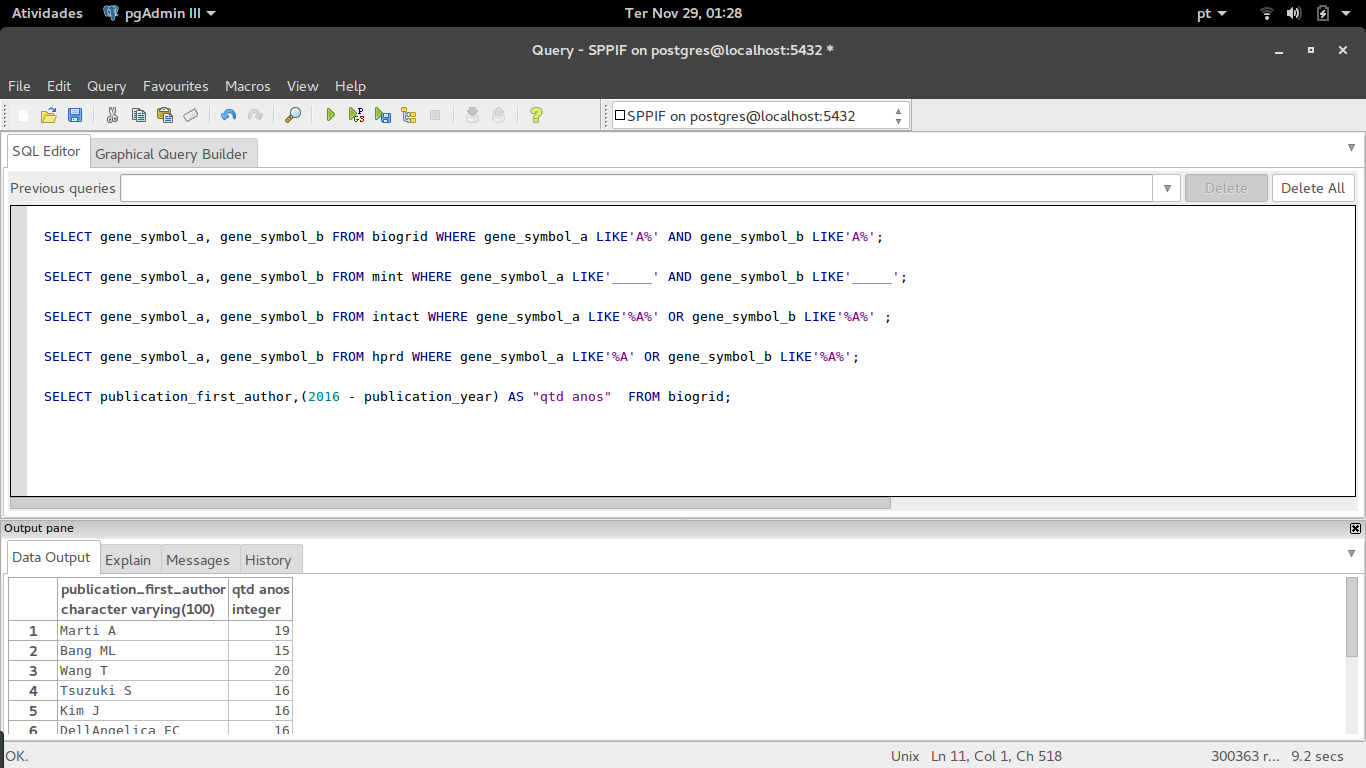 Atividades pgAdmin III Ter Nov 29, 01:28 pt
Query - SPPIF on postgres@localhost:5432 *
File Edit Query Favourites Macros View Help
SPPIF on postgres@localhost:5432
SQL Editor Graphical Query Builder
Previous queries Delete Delete All
SELECT gene_symbol_a, gene_symbol_b FROM biogrid WHERE gene_symbol_a LIKE'A%' AND gene_symbol_b LIKE'A%';
SELECT gene_symbol_a, gene_symbol_b FROM mint WHERE gene_symbol_a LIKE'_____' AND gene_symbol_b LIKE'_____';
SELECT gene_symbol_a, gene_symbol_b FROM intact WHERE gene_symbol_a LIKE'%A%' OR gene_symbol_b LIKE'%A%' ;
SELECT gene_symbol_a, gene_symbol_b FROM hprd WHERE gene_symbol_a LIKE'%A' OR gene_symbol_b LIKE'%A%';
SELECT publication_first_author,(2016 - publication_year) AS "qtd anos"  FROM biogrid;
Output pane
Data Output Explain Messages History
publication_first_author qtd anos
character varying(100) integer
1 Marti A 19
2 Bang ML 15
3 Wang T 20
4 Tsuzuki S 16
5 Kim J 16
6 DellAngelica EC 16
OK. Unix Ln 11, Col 1, Ch 518 300363 r... 9.2 secs